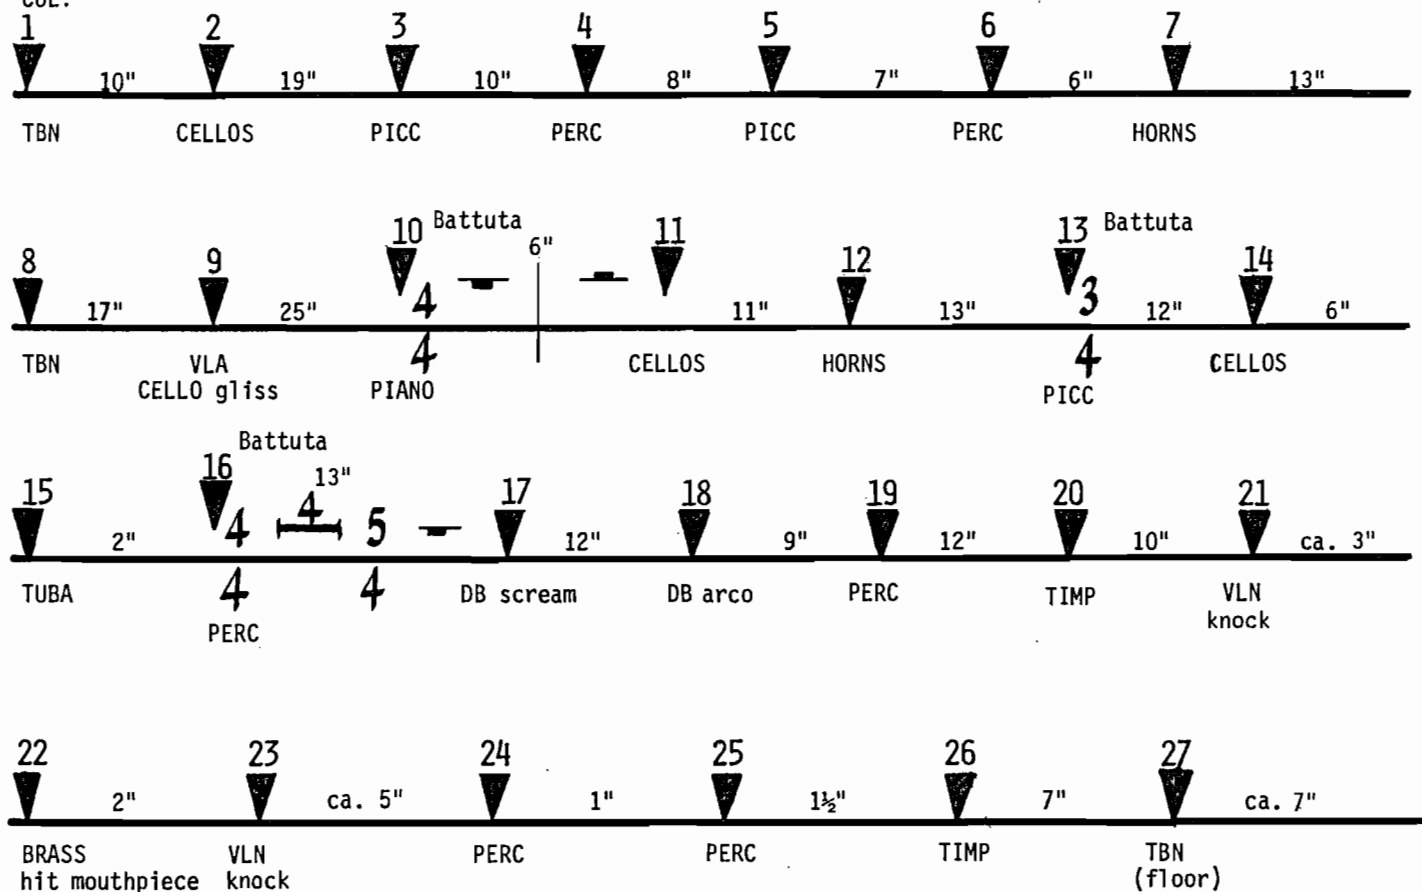 CUE:
1 2 3 4 5 6 7
10" 19" 10" 8" 7" 6" 13"
TBN CELLOS PICC PERC PICC PERC HORNS
10 Battuta 11 13 Battuta
8 9 6" 12 14
17" 25" 4 11" 13" 3 12" 6"
4 4
TBN VLA PIANO CELLOS HORNS PICC CELLOS
CELLO gliss
Battuta
16 13"
15 4 17 18 19 20 21
2" 4 5 12" 9" 12" 10" ca. 3"
4 4
TUBA PERC DB scream DB arco PERC TIMP VLN
knock
22 23 24 25 26 27
2" ca. 5" 1" 1½" 7" ca. 7"
BRASS VLN PERC PERC TIMP TBN
hit mouthpiece knock (floor)